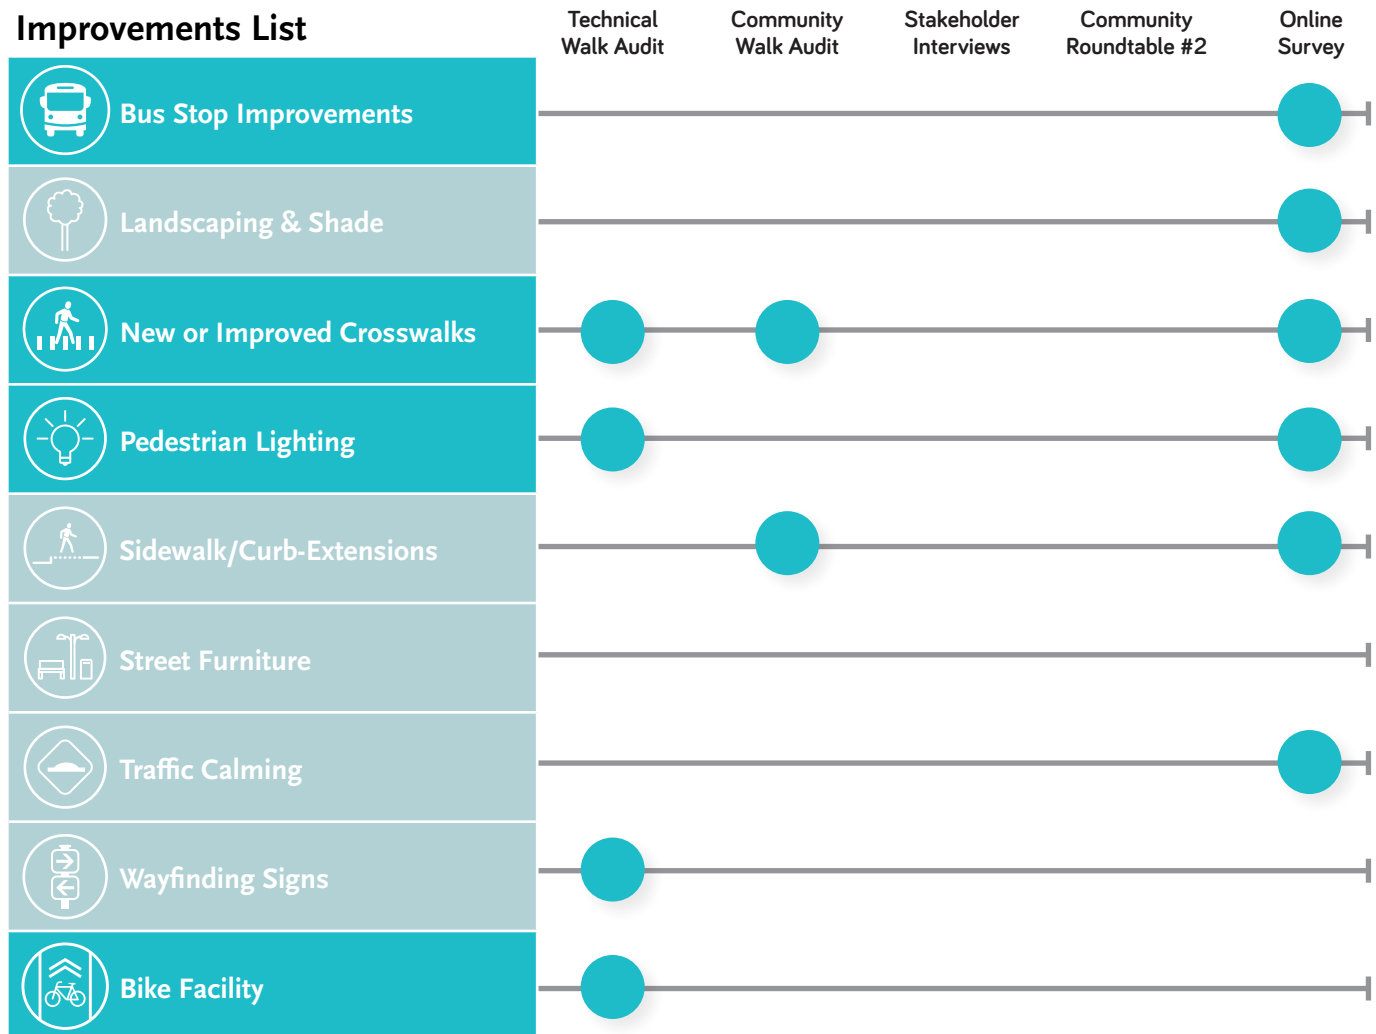 Improvements List
Technical
Walk Audit
Community
Walk Audit
Stakeholder
Interviews
Community
Roundtable #2
Online
Survey
Bus Stop Improvements
Landscaping & Shade
New or Improved Crosswalks
Pedestrian Lighting
Sidewalk/Curb-Extensions
Street Furniture
Traffic Calming
Wayfinding Signs
Bike Facility